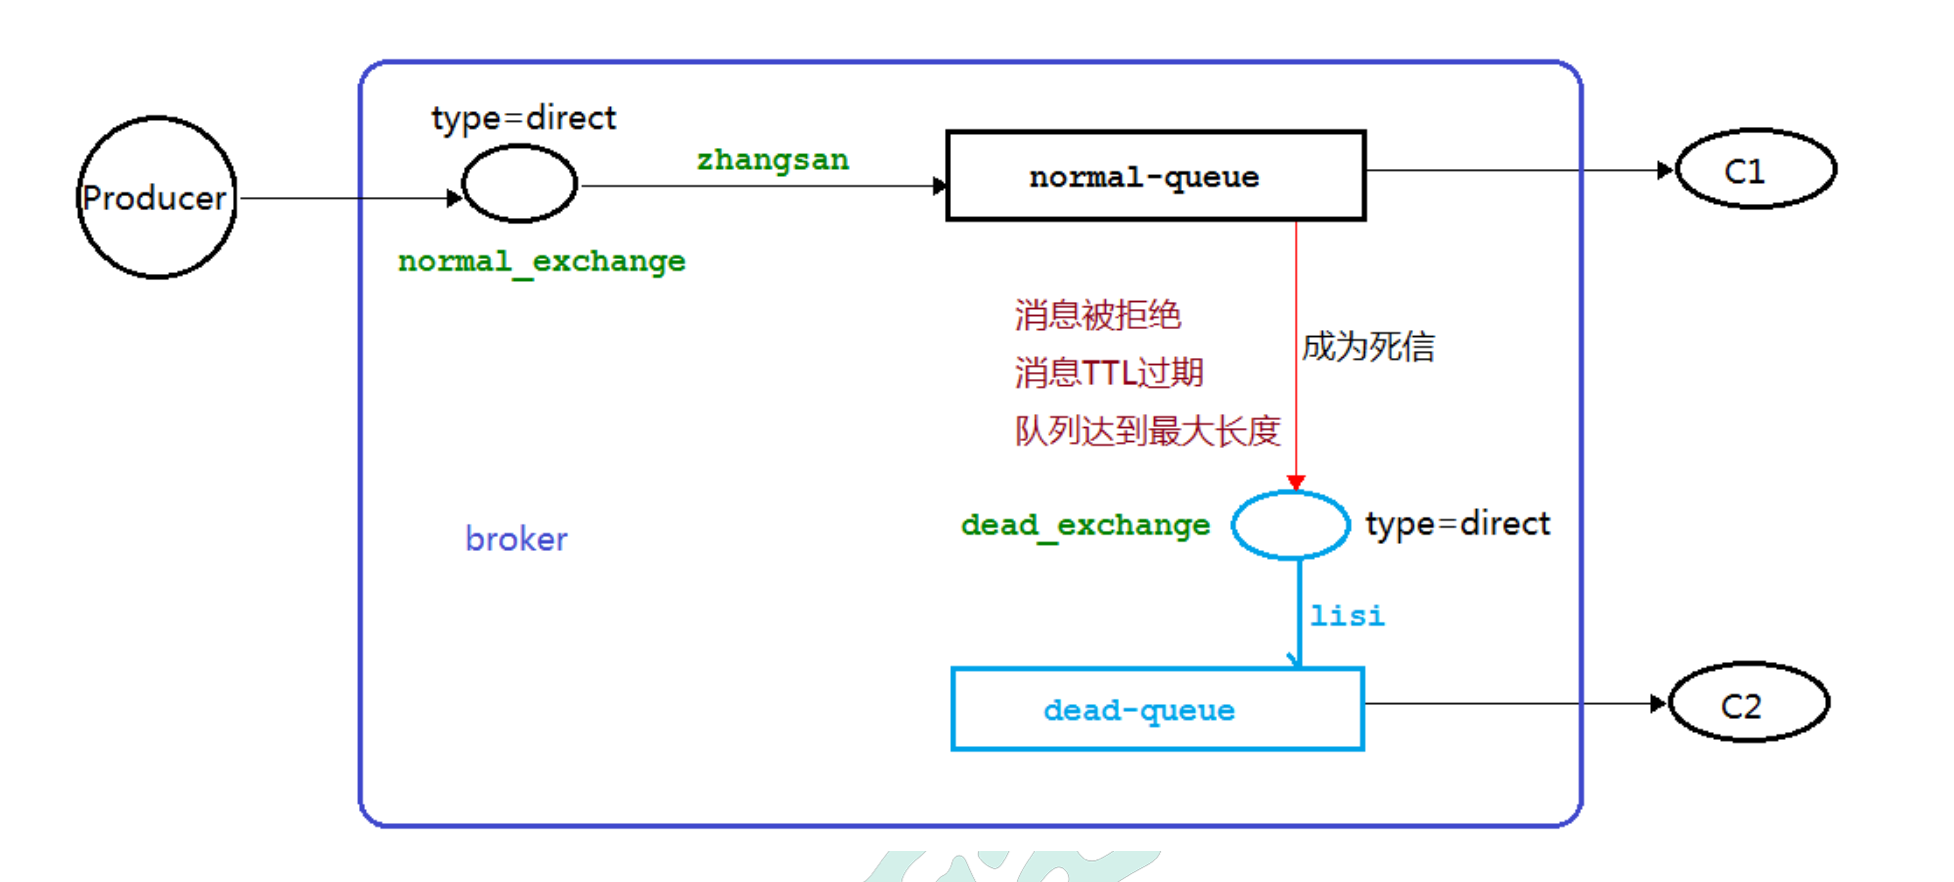 type=direct
zhangsan
Producer
normal-queue
C1
normal_exchange
消息被拒绝
消息TTL过期
队列达到最大长度
成为死信
dead_exchange
type=direct
broker
lisi
dead-queue
C2